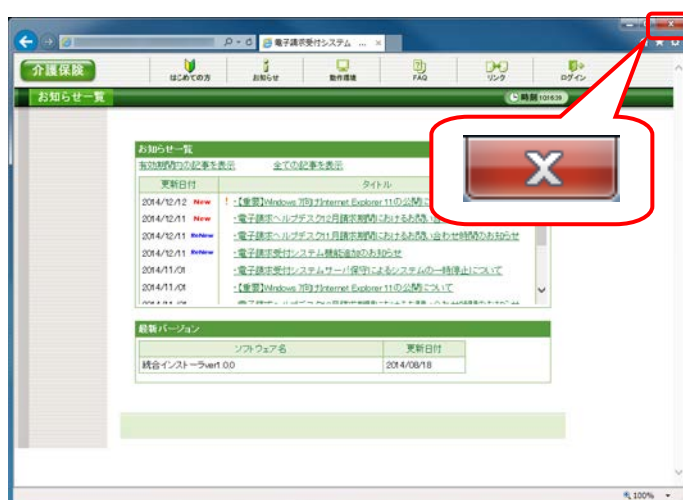 電子請求受付システム ...
介護保険
はじめての方
お知らせ
動作環境
FAQ
リンク
ログイン
お知らせ一覧
時刻
お知らせ一覧
有効期間内の記事を表示 全ての記事を表示
更新日付 タイトル
2014/12/12 New ! ・【重要】Windows 7向けInternet Explorer 11の公開に
2014/12/11 New ・電子請求ヘルプデスク12月請求期間におけるお問い合
2014/12/11 ReNew ・電子請求ヘルプデスク11月請求期間におけるお問い合わせ時間のお知らせ
2014/12/11 ReNew ・電子請求受付システム機能追加のお知らせ
2014/11/01 ・電子請求受付システムサーバ保守によるシステムの一時停止について
2014/11/01 ・【重要】Windows 7向けInternet Explorer 11の公開について
最新バージョン
ソフトウェア名 更新日付
統合インストーラver1.0.0 2014/08/18
100%